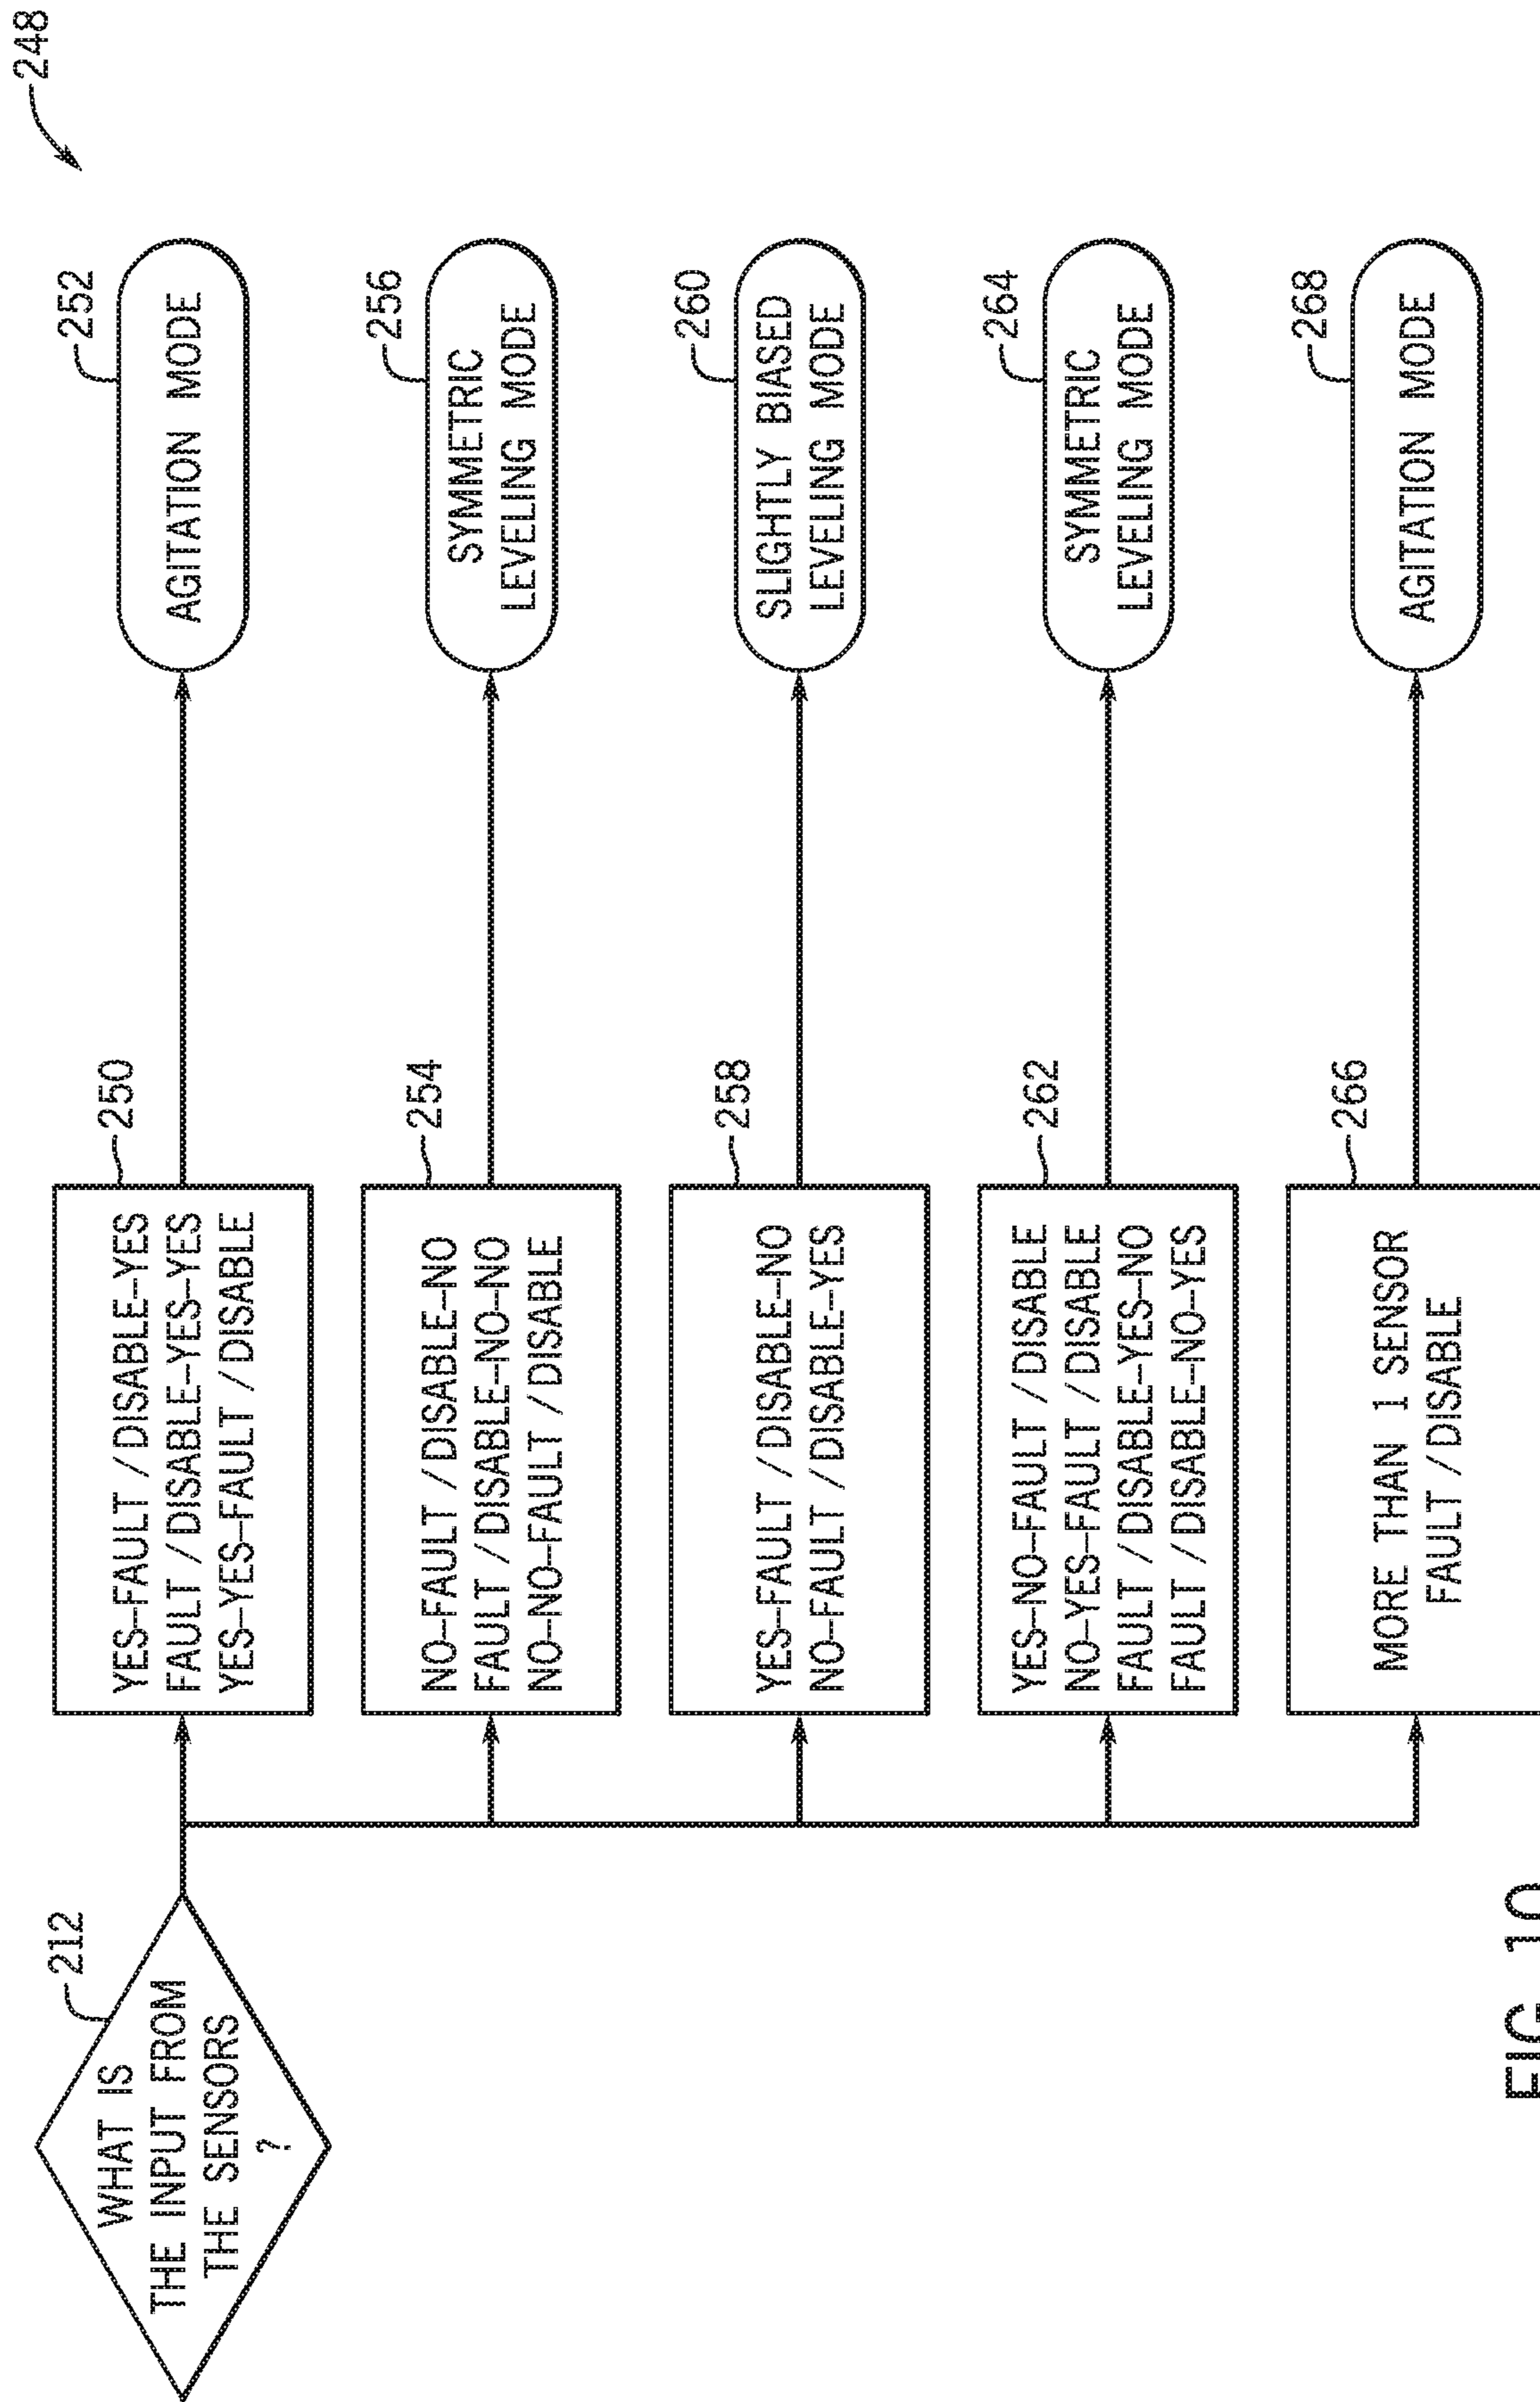 248
212
WHAT IS
THE INPUT FROM
THE SENSORS
?
250
YES–FAULT / DISABLE–YES
FAULT / DISABLE–YES–YES
YES–YES–FAULT / DISABLE
252
AGITATION MODE
254
NO–FAULT / DISABLE–NO
FAULT / DISABLE–NO–NO
NO–NO–FAULT / DISABLE
256
SYMMETRIC
LEVELING MODE
258
YES–FAULT / DISABLE–NO
NO–FAULT / DISABLE–YES
260
SLIGHTLY BIASED
LEVELING MODE
262
YES–NO–FAULT / DISABLE
NO–YES–FAULT / DISABLE
FAULT / DISABLE–YES–NO
FAULT / DISABLE–NO–YES
264
SYMMETRIC
LEVELING MODE
266
MORE THAN 1 SENSOR
FAULT / DISABLE
268
AGITATION MODE
FIG. 10